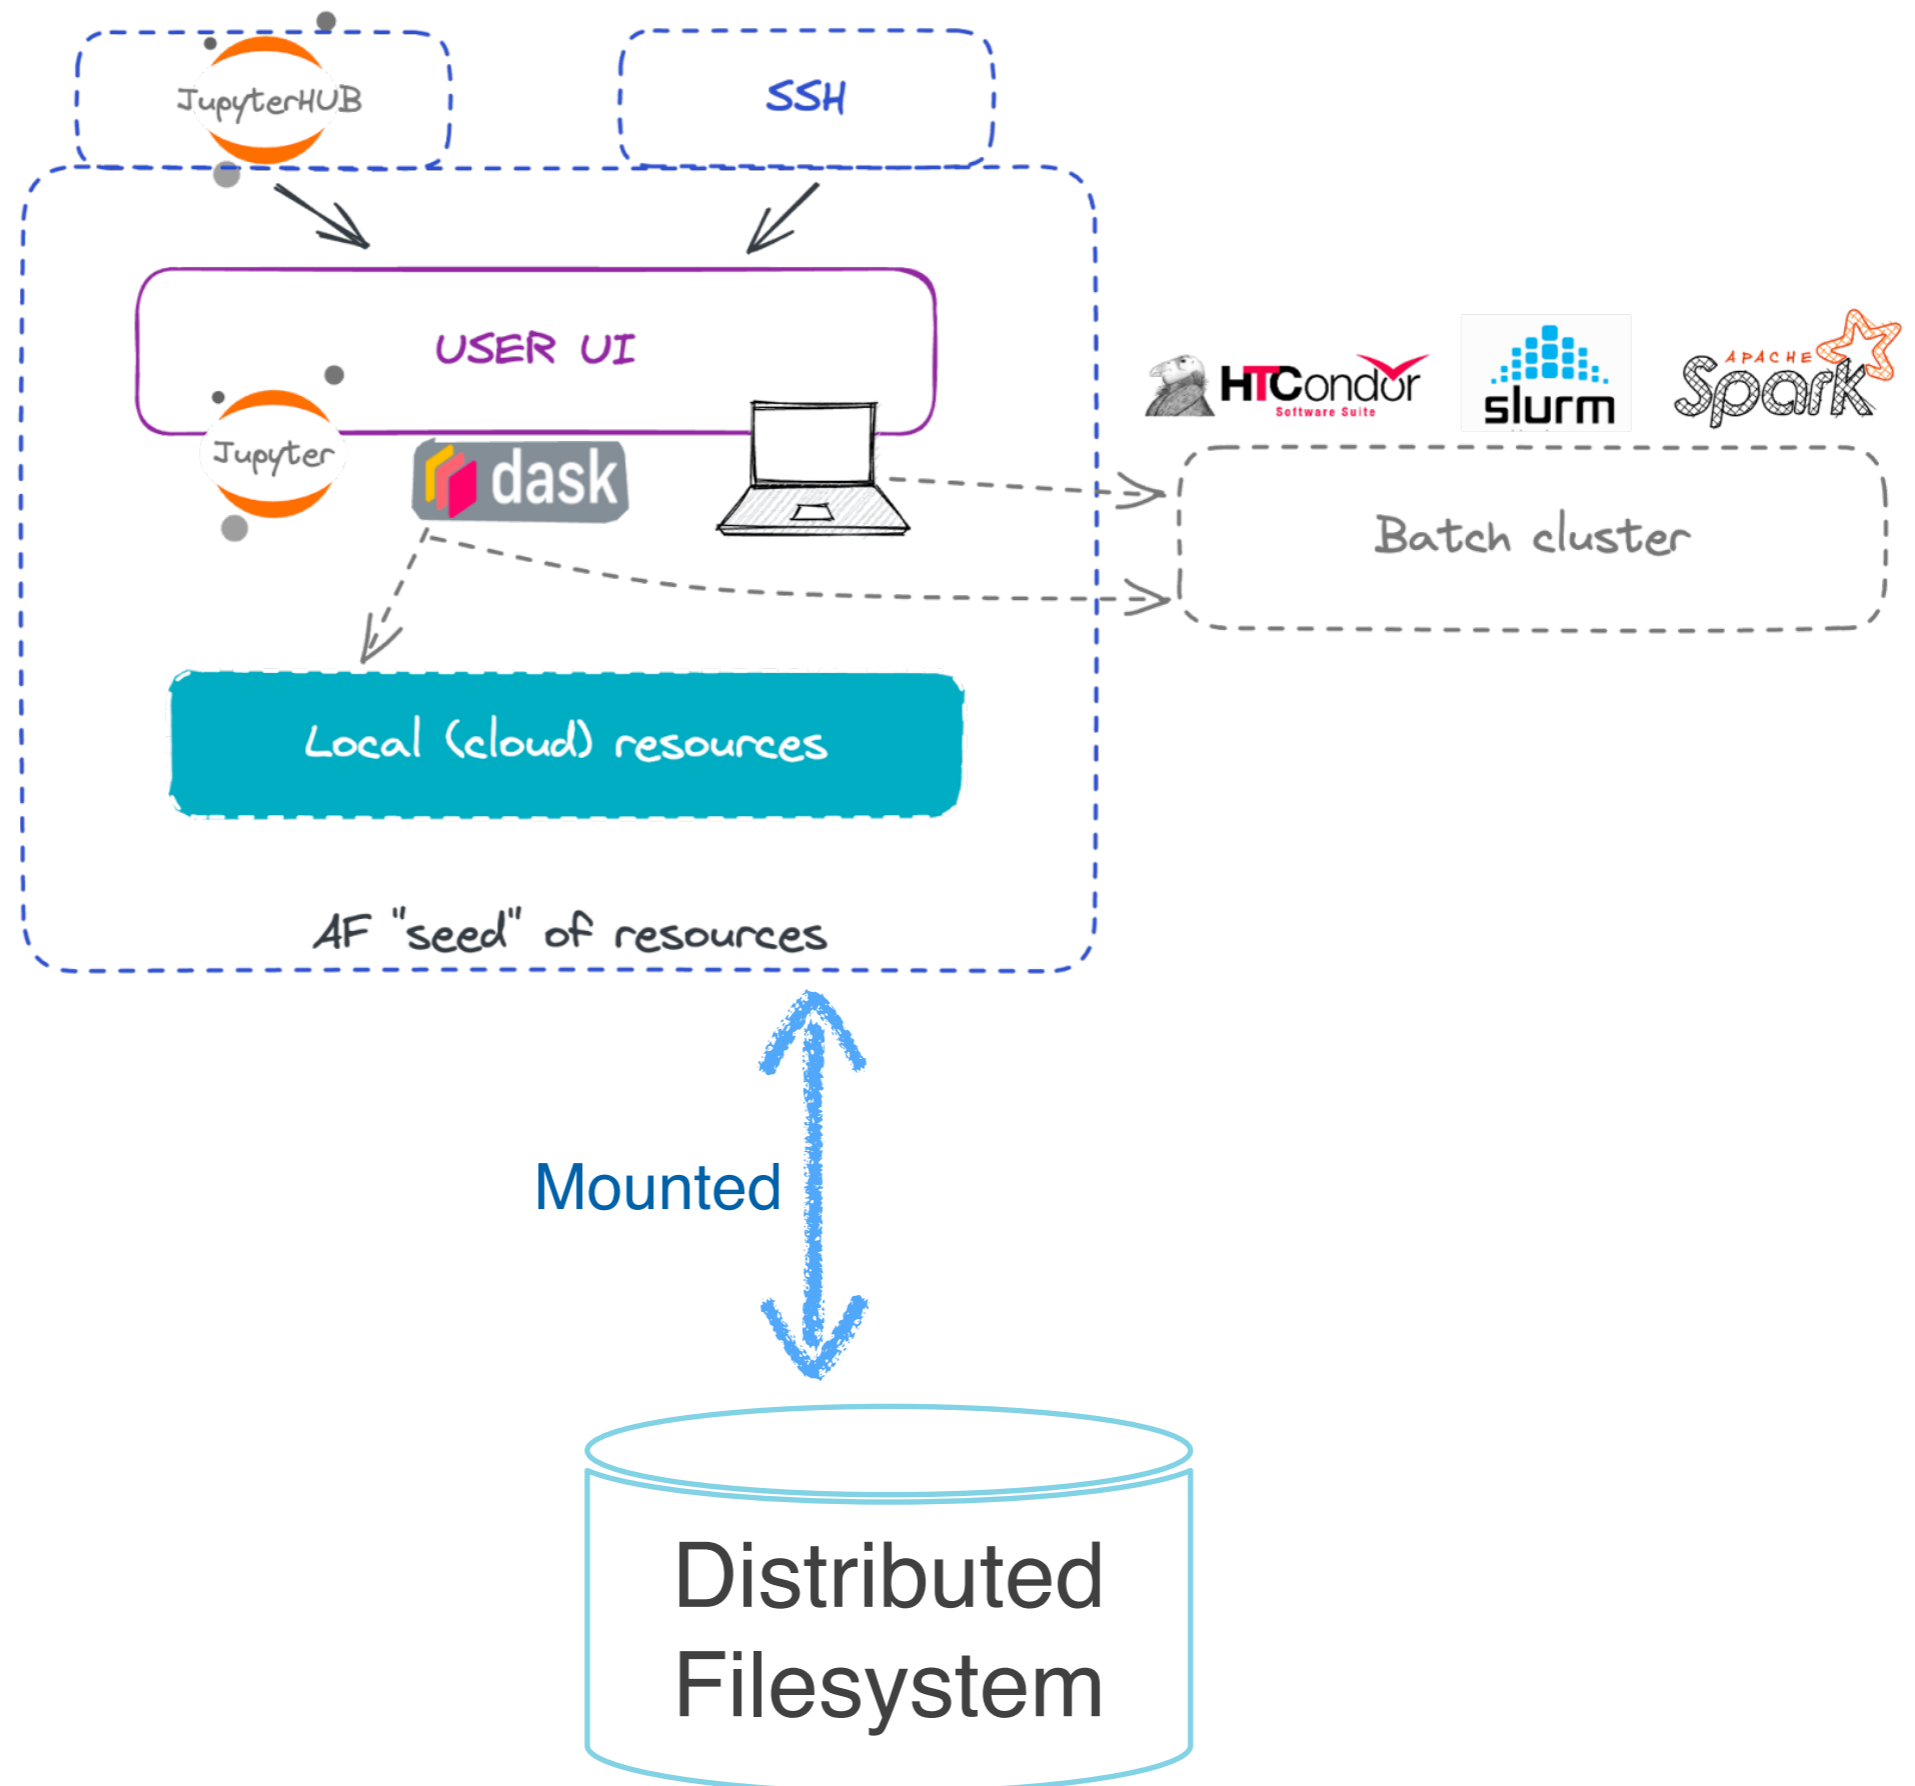 JupyterHUB
SSH
USER UI
Jupyter
dask
HTCondor
Software Suite
slurm
APACHE
Spark
Batch cluster
Local (cloud) resources
AF "seed" of resources
Mounted
Distributed
Filesystem